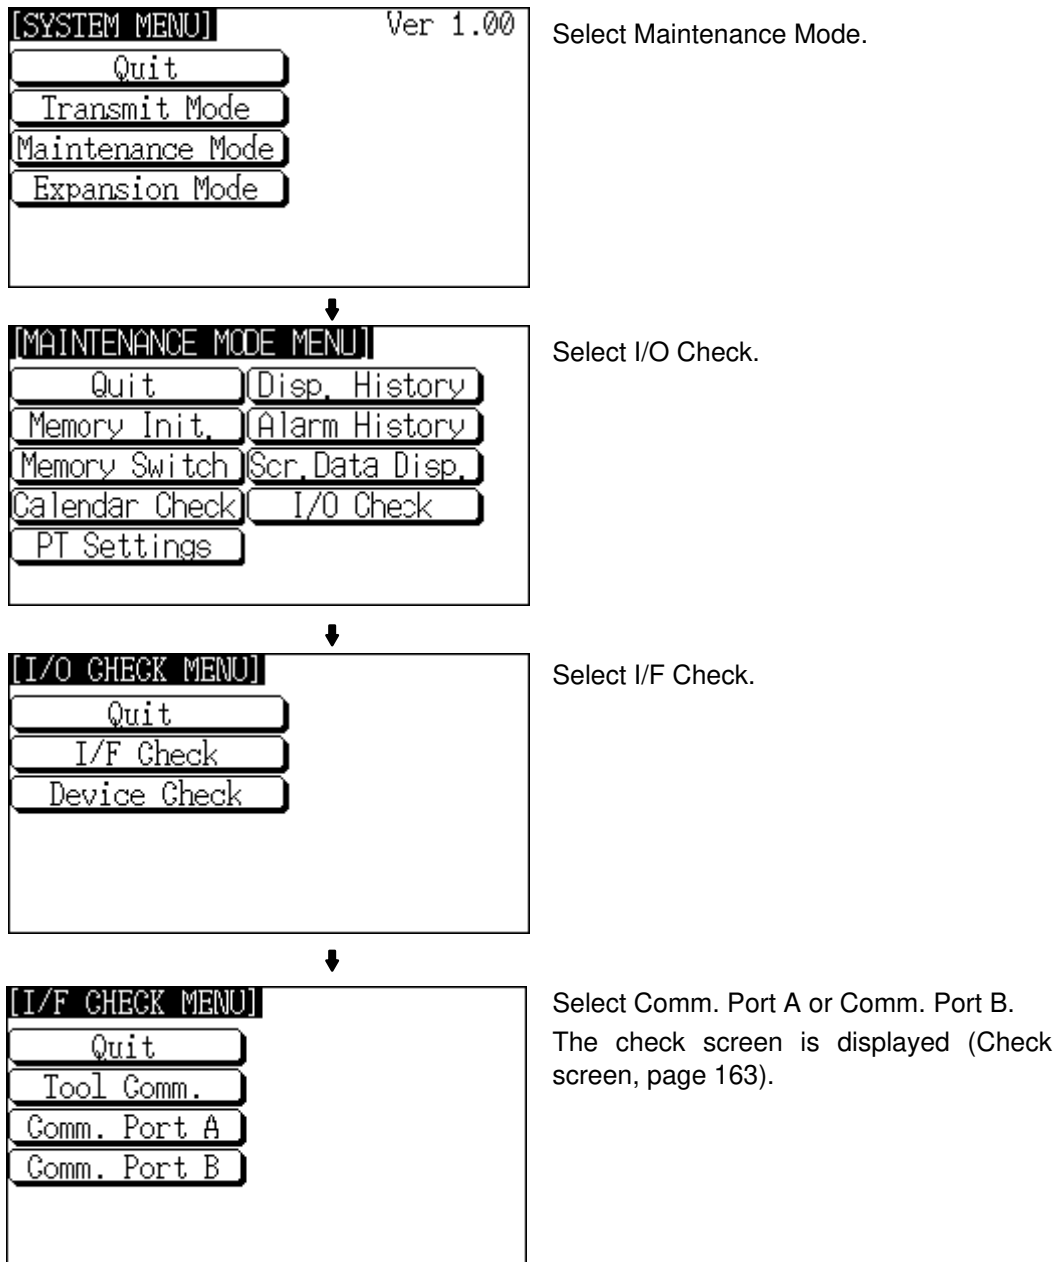 [SYSTEM MENU] Ver 1.00
Select Maintenance Mode.
Quit
Transmit Mode
Maintenance Mode
Expansion Mode
[MAINTENANCE MODE MENU]
Select I/O Check.
Quit Disp. History
Memory Init. Alarm History
Memory Switch Scr.Data Disp.
Calendar Check I/O Check
PT Settings
[I/O CHECK MENU]
Select I/F Check.
Quit
I/F Check
Device Check
[I/F CHECK MENU]
Select Comm. Port A or Comm. Port B.
The check screen is displayed (Check
screen, page 163).
Quit
Tool Comm.
Comm. Port A
Comm. Port B